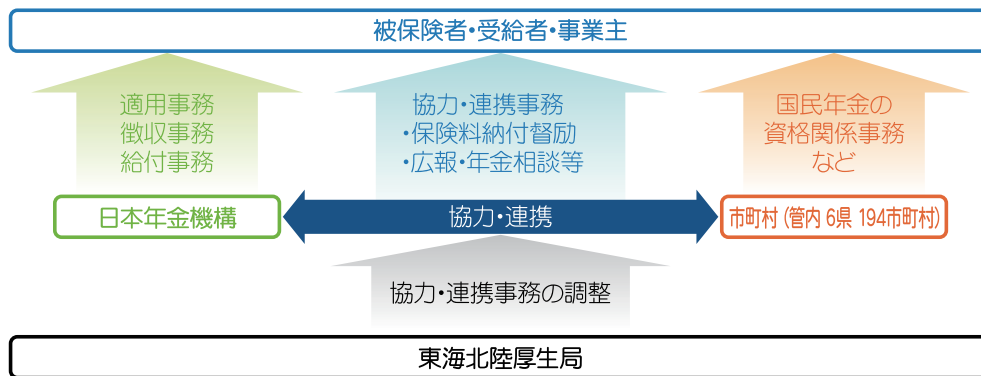 被保険者・受給者・事業主
適用事務
徴収事務
給付事務
協力・連携事務
・保険料納付督励
・広報・年金相談等
国民年金の
資格関係事務
など
日本年金機構
協力・連携
市町村(管内 6県 194市町村)
協力・連携事務の調整
東海北陸厚生局